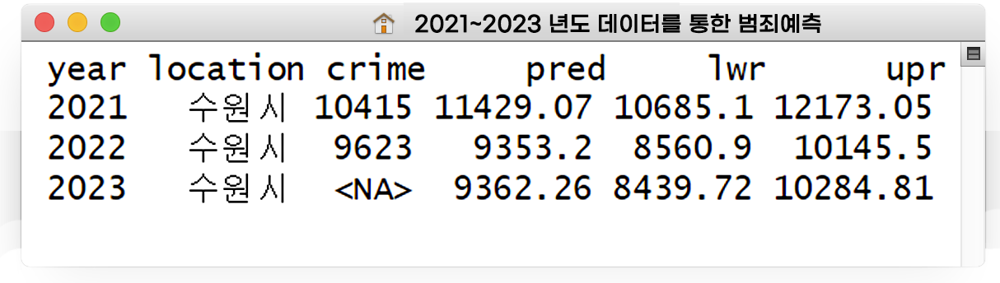 2021~2023 년도 데이터를 통한 범죄예측
year location crime pred lwr upr
2021 수원시 10415 11429.07 10685.1 12173.05
2022 수원시 9623 9353.2 8560.9 10145.5
2023 수원시 <NA> 9362.26 8439.72 10284.81